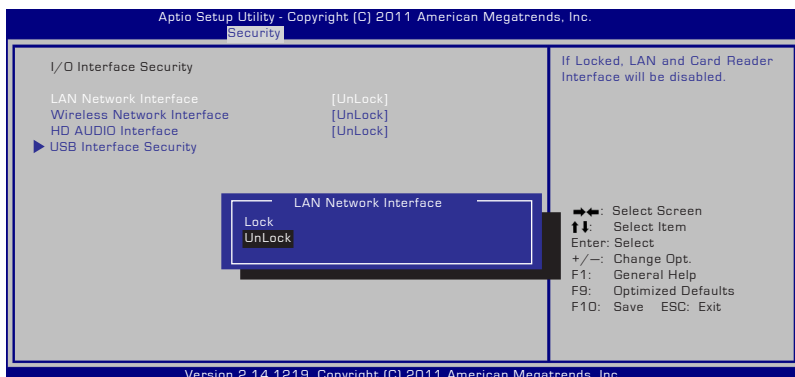 Aptio Setup Utility - Copyright (C) 2011 American Megatrends, Inc.
Security
I/O Interface Security
LAN Network Interface [UnLock]
Wireless Network Interface [UnLock]
HD AUDIO Interface [UnLock]
USB Interface Security
If Locked, LAN and Card Reader
Interface will be disabled.
LAN Network Interface
Lock
UnLock
→←: Select Screen
↑↓: Select Item
Enter: Select
+/—: Change Opt.
F1: General Help
F9: Optimized Defaults
F10: Save ESC: Exit
Version 2.14.1219. Copyright (C) 2011 American Megatrends, Inc.